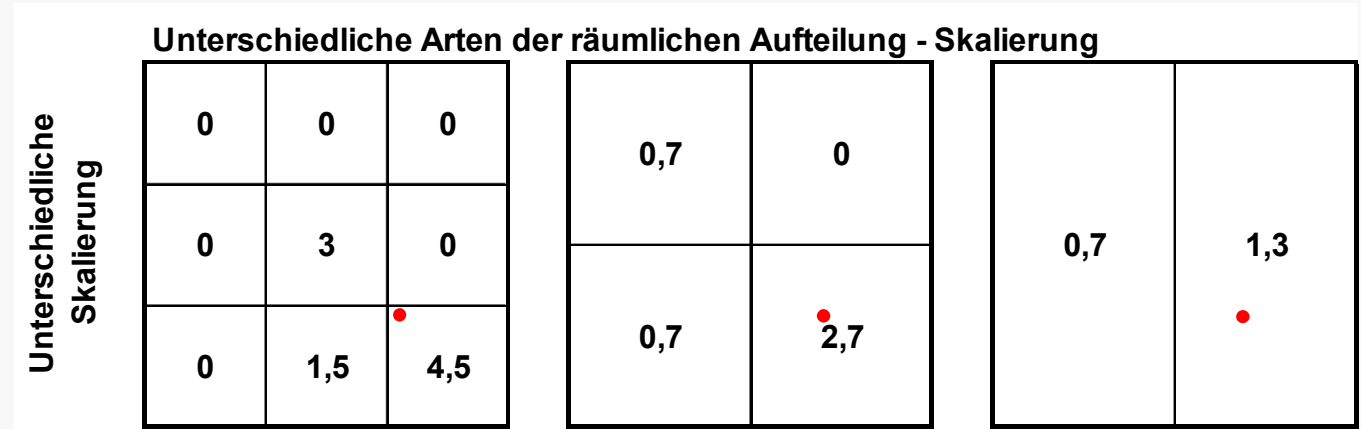 Unterschiedliche Arten der räumlichen Aufteilung - Skalierung
Unterschiedliche
Skalierung
0 0 0
0 3 0
0 1,5 4,5
0,7 0
0,7 2,7
0,7 1,3